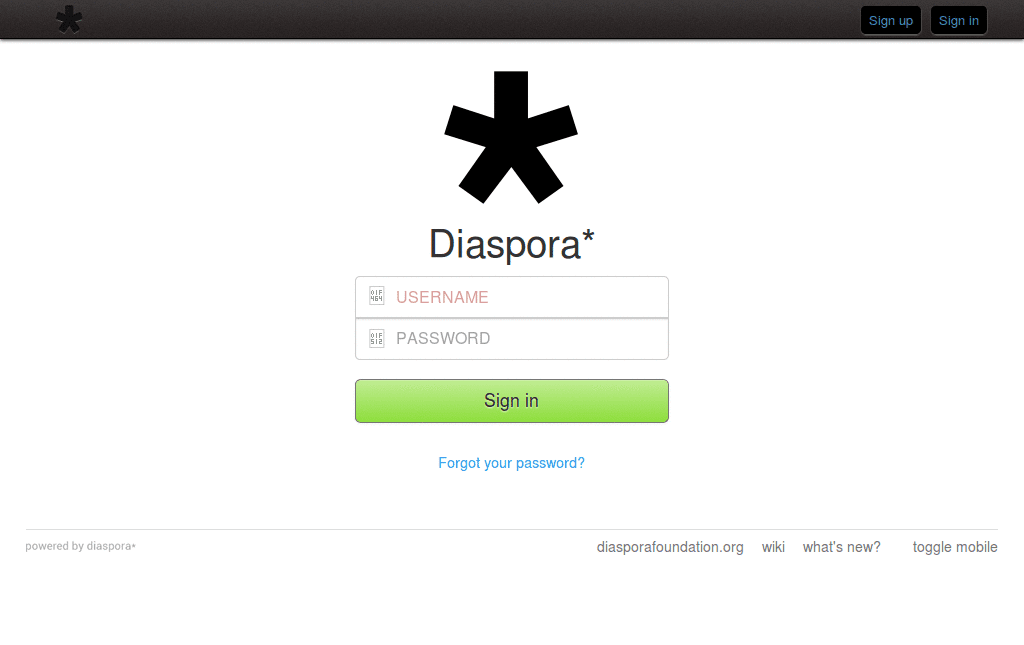 Sign up Sign in
Diaspora*
USERNAME
PASSWORD
Sign in
Forgot your password?
powered by diaspora* diasporafoundation.org wiki what's new? toggle mobile